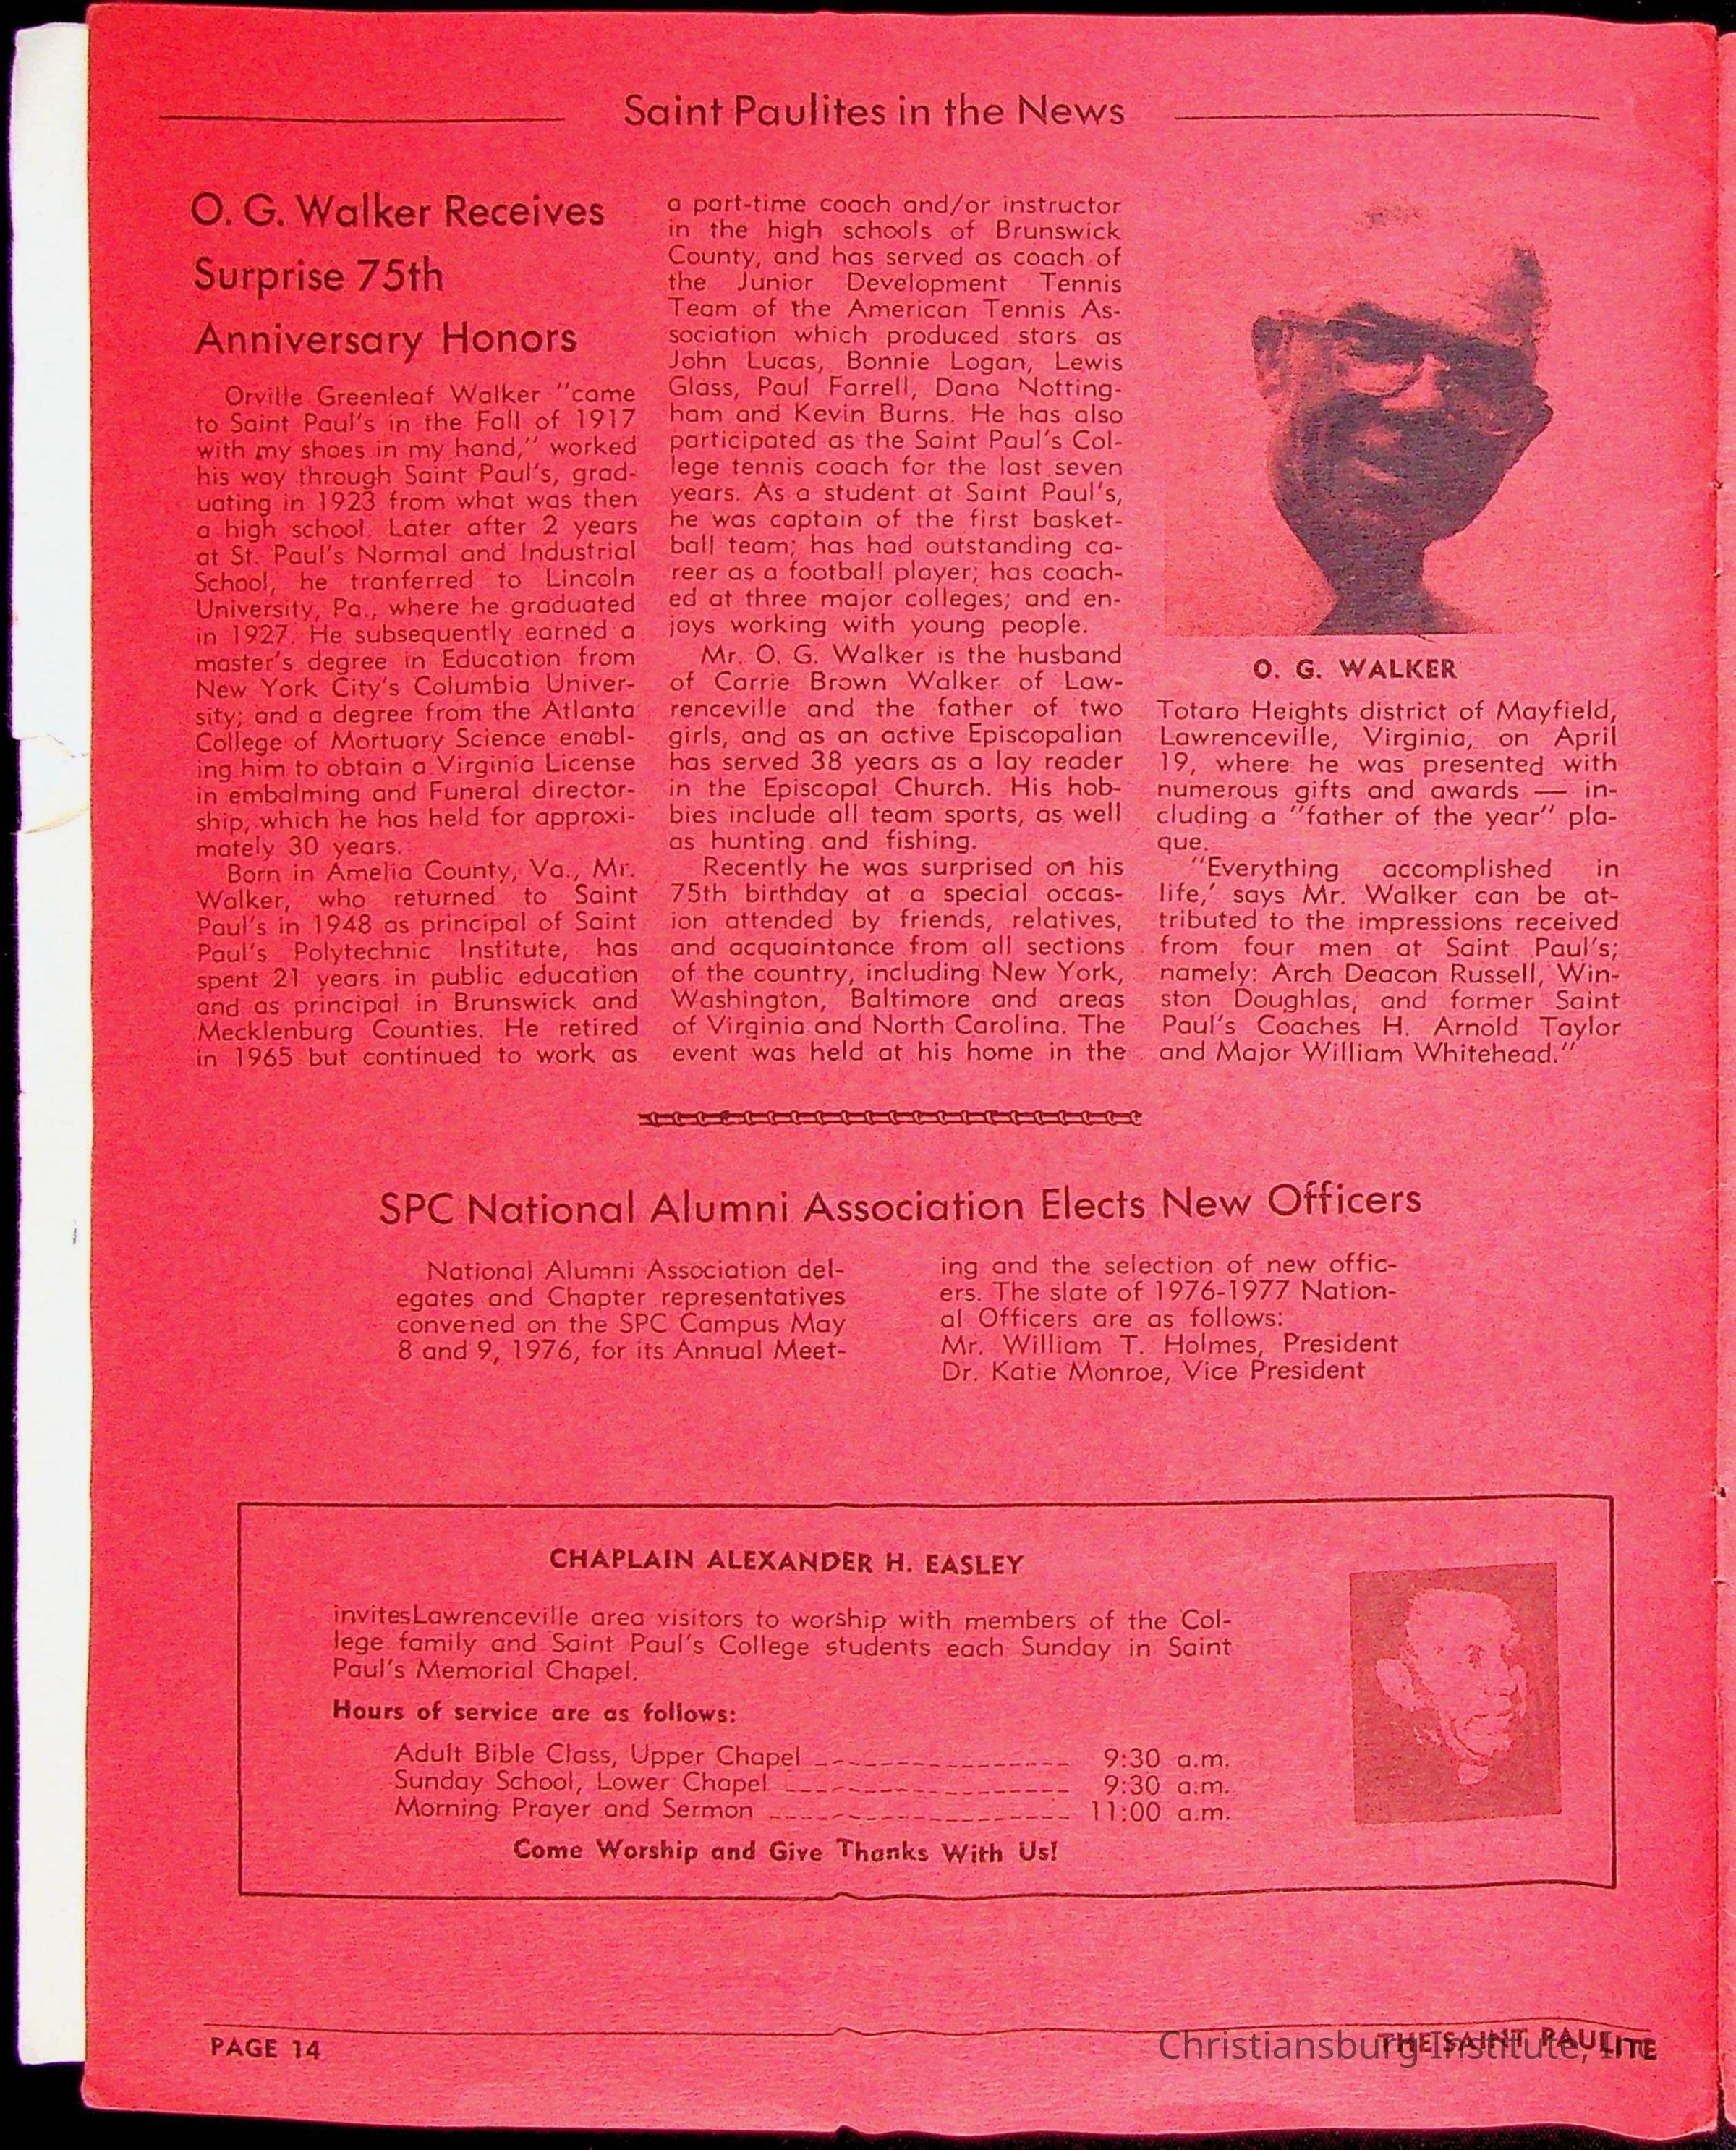 Saint Paulites in the News
O. G. Walker Receives
Surprise 75th
Anniversary Honors
Orville Greenleaf Walker "came
to Saint Paul's in the Fall of 1917
with my shoes in my hand," worked
his way through Saint Paul's, grad-
uating in 1923 from what was then
a high school. Later after 2 years
at St. Paul's Normal and Industrial
School, he tranferred to Lincoln
University, Pa., where he graduated
in 1927. He subsequently earned a
master's degree in Education from
New York City's Columbia Univer-
sity; and a degree from the Atlanta
College of Mortuary Science enabl-
ing him to obtain a Virginia License
in embalming and Funeral director-
ship, which he has held for approxi-
mately 30 years.
Born in Amelia County, Va., Mr.
Walker, who returned to Saint
Paul's in 1948 as principal of Saint
Paul's Polytechnic Institute, has
spent 21 years in public education
and as principal in Brunswick and
Mecklenburg Counties. He retired
in 1965 but continued to work as
a part-time coach and/or instructor
in the high schools of Brunswick
County, and has served as coach of
the Junior Development Tennis
Team of the American Tennis As-
sociation which produced stars as
John Lucas, Bonnie Logan, Lewis
Glass, Paul Farrell, Dana Notting-
ham and Kevin Burns. He has also
participated as the Saint Paul's Col-
lege tennis coach for the last seven
years. As a student at Saint Paul's,
he was captain of the first basket-
ball team; has had outstanding ca-
reer as a football player; has coach-
ed at three major colleges; and en-
joys working with young people.
Mr. O. G. Walker is the husband
of Carrie Brown Walker of Law-
renceville and the father of two
girls, and as an active Episcopalian
has served 38 years as a lay reader
in the Episcopal Church. His hob-
bies include all team sports, as well
as hunting and fishing.
Recently he was surprised on his
75th birthday at a special occas-
ion attended by friends, relatives,
and acquaintance from all sections
of the country, including New York,
Washington, Baltimore and areas
of Virginia and North Carolina. The
event was held at his home in the
O. G. WALKER
Totaro Heights district of Mayfield,
Lawrenceville, Virginia, on April
19, where he was presented with
numerous gifts and awards — in-
cluding a "father of the year" pla-
que.
"Everything accomplished in
life,' says Mr. Walker can be at-
tributed to the impressions received
from four men at Saint Paul's;
namely: Arch Deacon Russell, Win-
ston Doughlas, and former Saint
Paul's Coaches H. Arnold Taylor
and Major William Whitehead."
SPC National Alumni Association Elects New Officers
National Alumni Association del-
egates and Chapter representatives
convened on the SPC Campus May
8 and 9, 1976, for its Annual Meet-
ing and the selection of new offic-
ers. The slate of 1976-1977 Nation-
al Officers are as follows:
Mr. William T. Holmes, President
Dr. Katie Monroe, Vice President
CHAPLAIN ALEXANDER H. EASLEY
invitesLawrenceville area visitors to worship with members of the Col-
lege family and Saint Paul's College students each Sunday in Saint
Paul's Memorial Chapel.
Hours of service are as follows:
Adult Bible Class, Upper Chapel ---------------- 9:30 a.m.
Sunday School, Lower Chapel ---------------- 9:30 a.m.
Morning Prayer and Sermon ---------------- 11:00 a.m.
Come Worship and Give Thanks With Us!
PAGE 14
THE SAINT PAULITE
Christiansburg Institute,